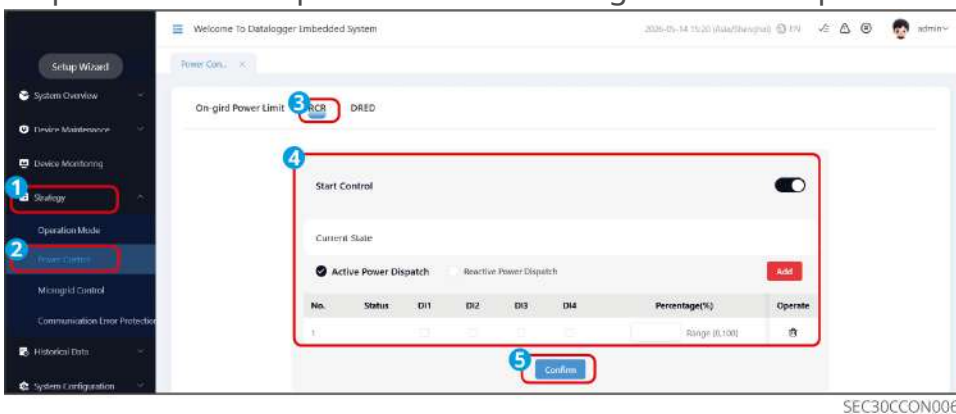 Welcome To Datalogger Embedded System
2026-05-14 15:20 (Asia/Shanghai) EN
admin
Setup Wizard
Power Con...
System Overview
On-gird Power Limit 3 RCR DRED
Device Maintenance
Device Monitoring
4
Start Control
1 Strategy
Operation Mode
Current State
2 Power Control
Active Power Dispatch Reactive Power Dispatch Add
Microgrid Control
No. Status DI1 DI2 DI3 DI4 Percentage(%) Operate
Communication Error Protection
1 Range [0,100]
Historical Data
5 Confirm
System Configuration
SEC30CCON006